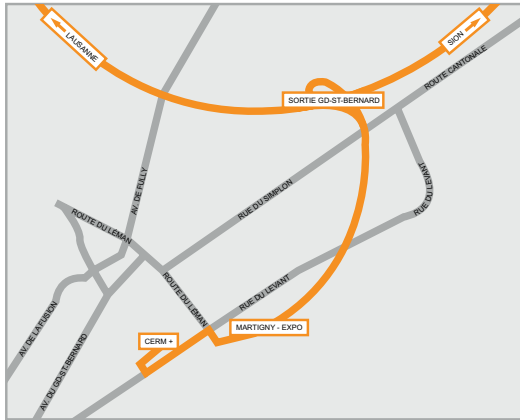 LAUSANNE
SION
ROUTE CANTONALE
SORTIE GD-ST-BERNARD
AV. DE FULLY
RUE DU SIMPLON
RUE DU LEVANT
ROUTE DU LEMAN
ROUTE DU LEMAN
RUE DU LEVANT
AV. DE LA FUSION
AV. DU GD-ST-BERNARD
MARTIGNY - EXPO
CERM +